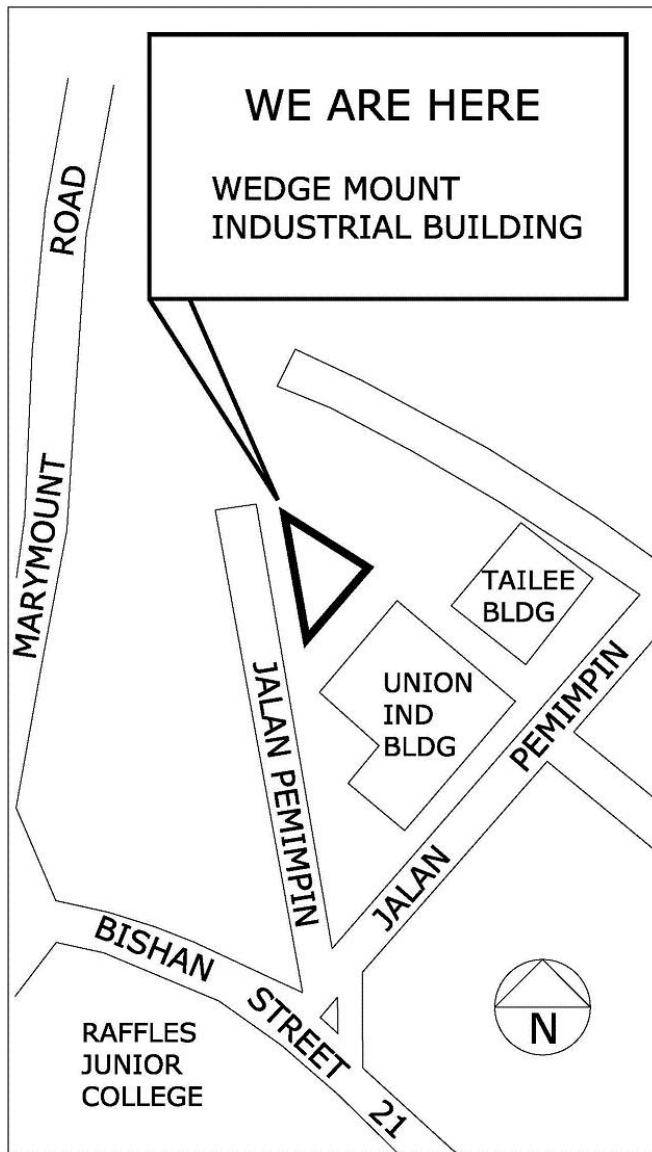 WE ARE HERE
WEDGE MOUNT
INDUSTRIAL BUILDING
MARYMOUNT ROAD
TAILEE
BLDG
UNION
IND
BLDG
JALAN PEMIMPIN
JALAN PEMIMPIN
BISHAN STREET 21
RAFFLES
JUNIOR
COLLEGE
N